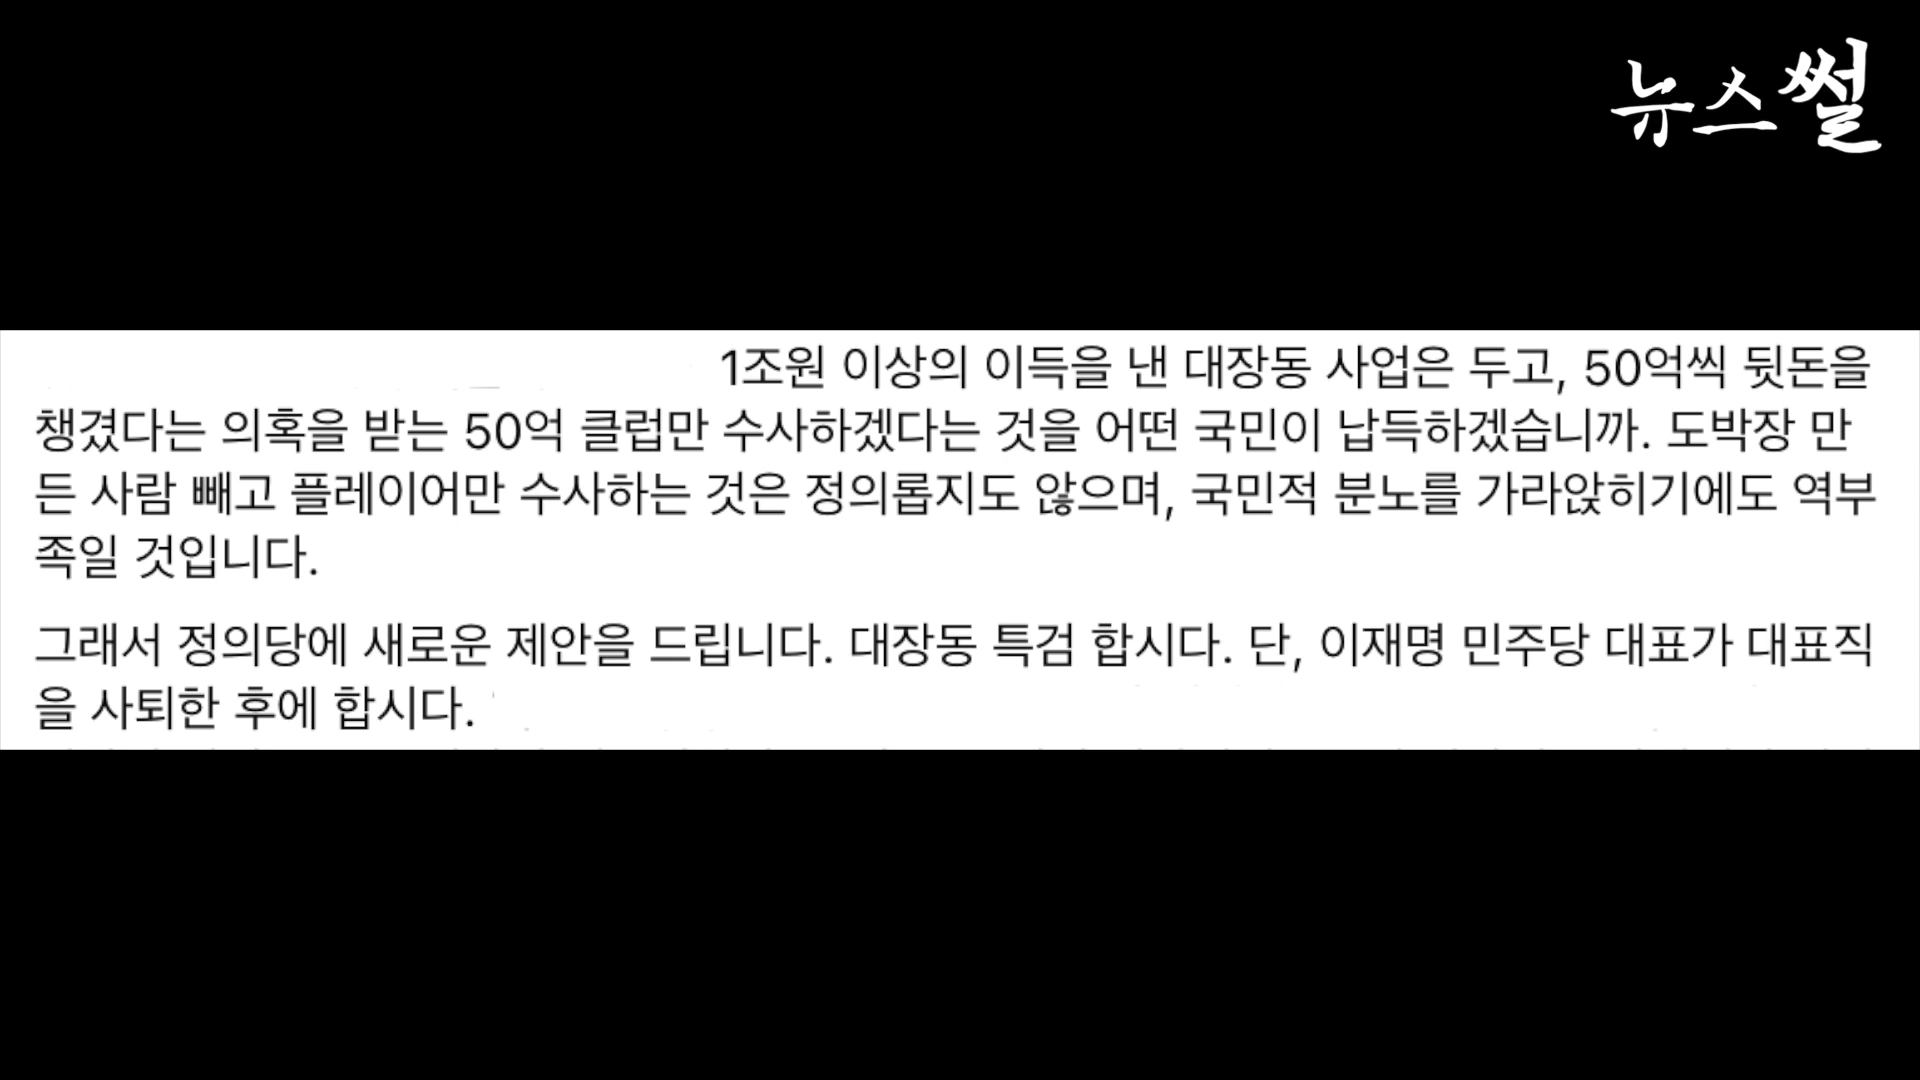 뉴스썰
1조원 이상의 이득을 낸 대장동 사업은 두고, 50억씩 뒷돈을
챙겼다는 의혹을 받는 50억 클럽만 수사하겠다는 것을 어떤 국민이 납득하겠습니까. 도박장 만
든 사람 빼고 플레이어만 수사하는 것은 정의롭지도 않으며, 국민적 분노를 가라앉히기에도 역부
족일 것입니다.
그래서 정의당에 새로운 제안을 드립니다. 대장동 특검 합시다. 단, 이재명 민주당 대표가 대표직
을 사퇴한 후에 합시다.